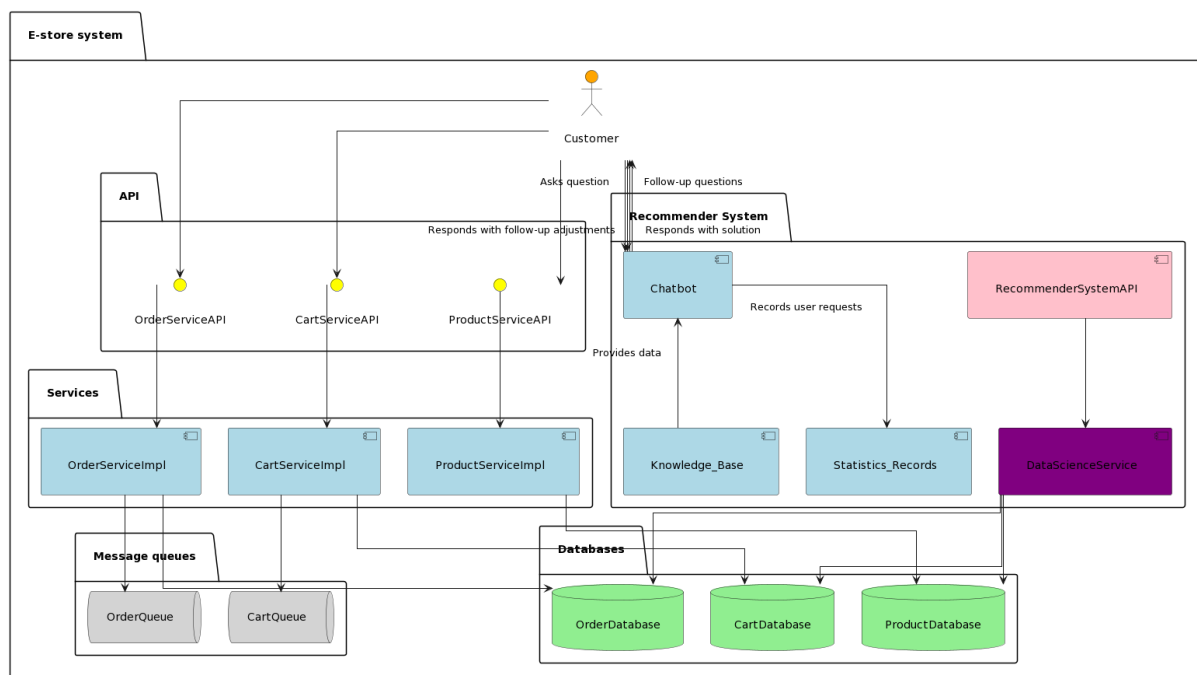 E-store system
Customer
Asks question
Follow-up questions
API
Recommender System
Responds with follow-up adjustments
Responds with solution
Chatbot
RecommenderSystemAPI
Records user requests
OrderServiceAPI
CartServiceAPI
ProductServiceAPI
Provides data
Services
OrderServiceImpl
CartServiceImpl
ProductServiceImpl
Knowledge_Base
Statistics_Records
DataScienceService
Message queues
Databases
OrderQueue
CartQueue
OrderDatabase
CartDatabase
ProductDatabase